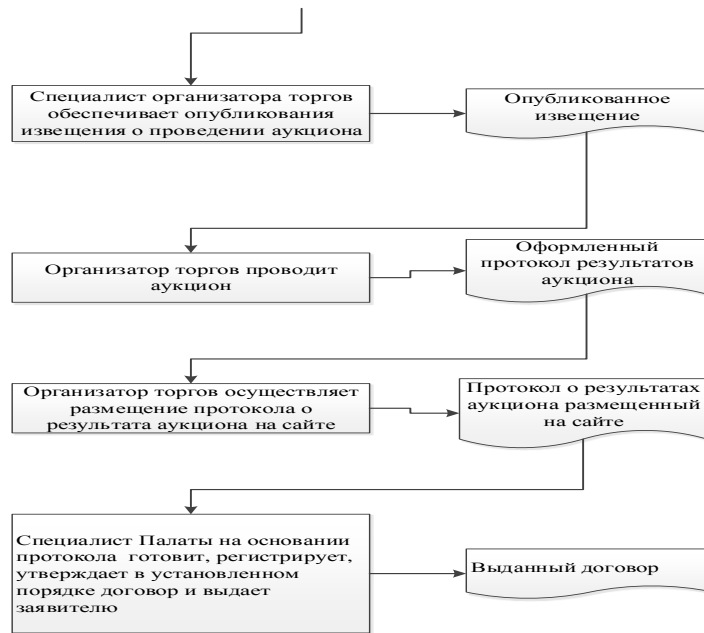 Специалист организатора торгов
обеспечивает опубликования
извещения о проведении аукциона
Опубликованное
извещение
Организатор торгов проводит
аукцион
Оформленный
протокол результатов
аукциона
Организатор торгов осуществляет
размещение протокола о
результата аукциона на сайте
Протокол о результатах
аукциона размещенный
на сайте
Специалист Палаты на основании
протокола готовит, регистрирует,
утверждает в установленном
порядке договор и выдает
заявителю
Выданный договор